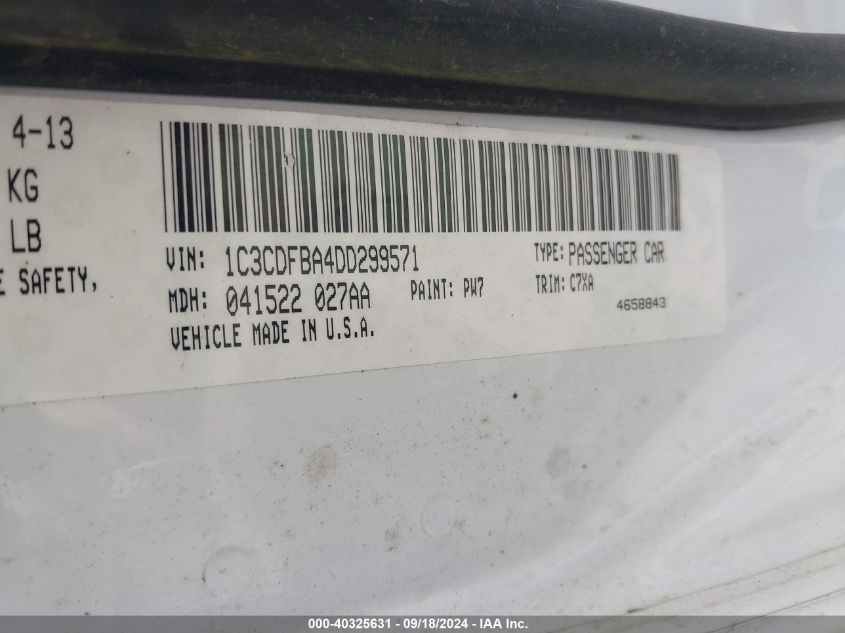 4-13
KG
LB
E SAFETY,
VIN: 1C3CDFBA4DD299571
TYPE: PASSENGER CAR
MDH: 041522 027AA
PAINT: PW7
TRIM: C7XA
VEHICLE MADE IN U.S.A.
4658843
000-40325631 - 09/18/2024 - IAA Inc.